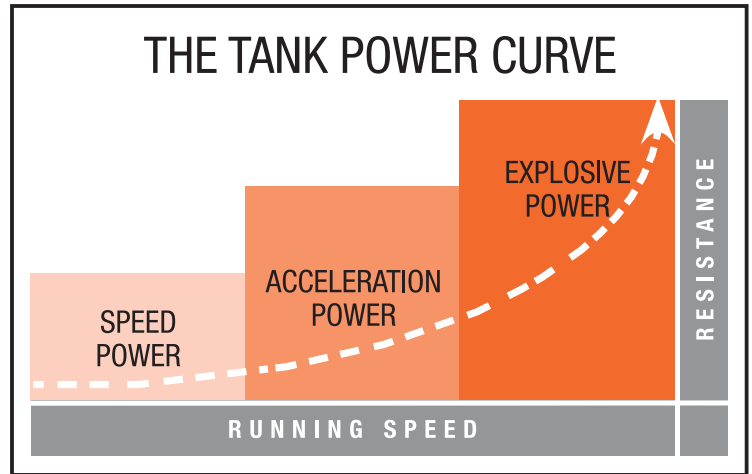 THE TANK POWER CURVE
EXPLOSIVE
POWER
ACCELERATION
POWER
SPEED
POWER
RESISTANCE
RUNNING SPEED